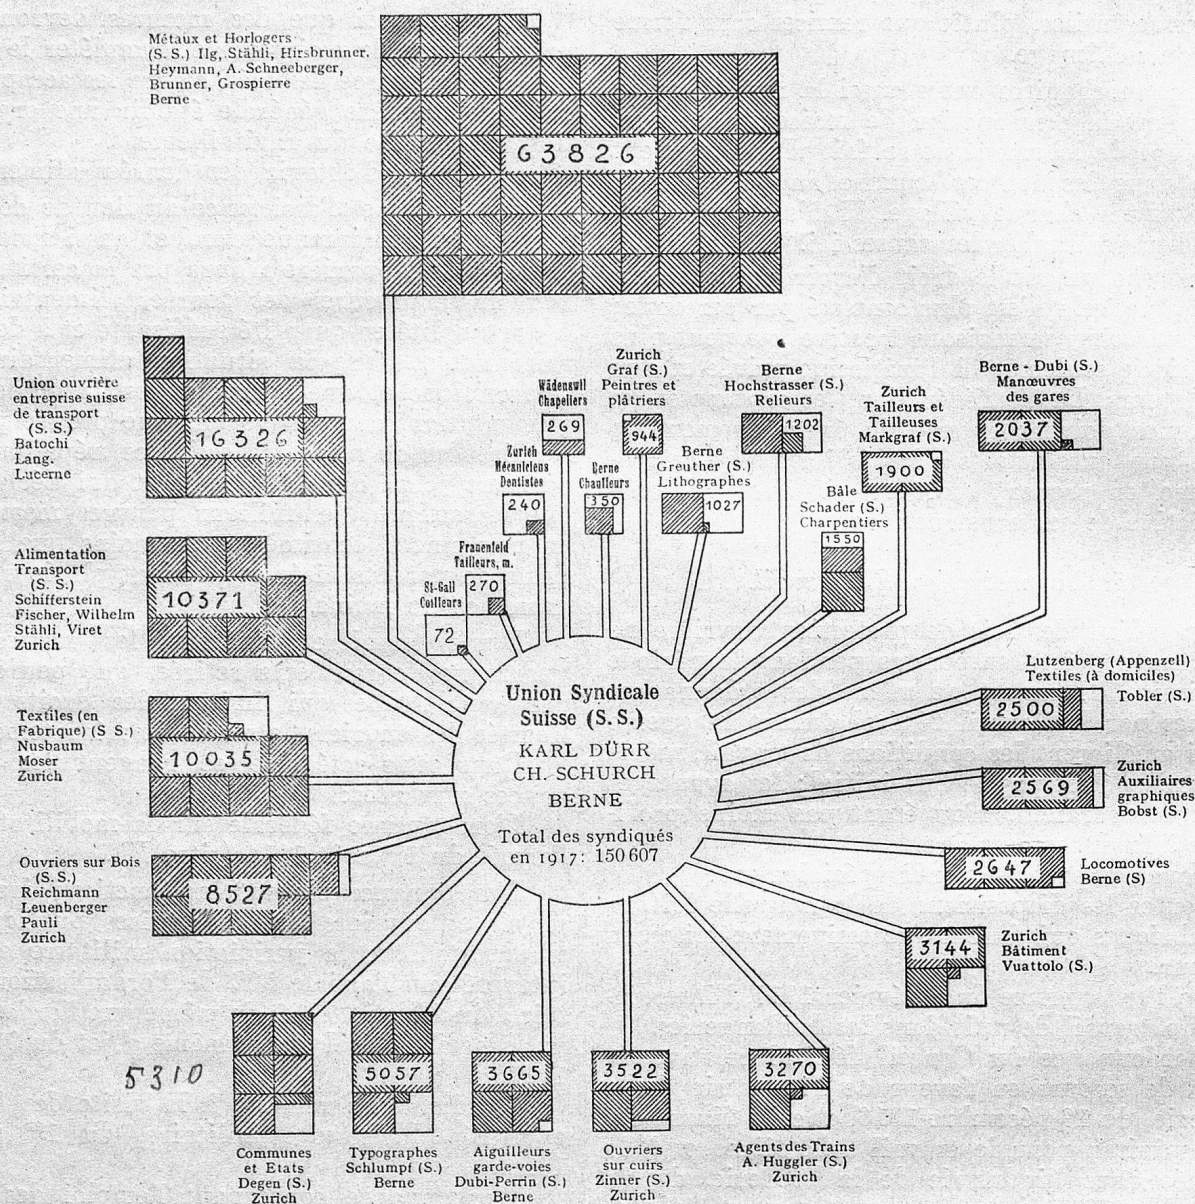 Métaux et Horlogers
(S. S.) Ilg, Stähli, Hirsbrunner.
Heymann, A. Schneeberger,
Brunner, Grospierre
Berne
63826
Union ouvrière
entreprise suisse
de transport
(S. S.)
Batochi
Lang.
Lucerne
16326
Alimentation
Transport
(S. S.)
Schifferstein
Fischer, Wilhelm
Stähli, Viret
Zurich
10371
Textiles (en
Fabrique) (S S.)
Nusbaum
Moser
Zurich
10035
Ouvriers sur Bois
(S.S.)
Reichmann
Leuenberger
Pauli
Zurich
8527
St-Gall
Coiffeurs
72
Frauenfeld
Tailleurs, m.
270
Zurich
Mécaniciens
Dentistes
240
Wädenswil
Chapeliers
269
Berne
Chauffeurs
350
Zurich
Graf (S.)
Peintres et
plâtriers
944
Berne
Greuther (S.)
Lithographes
1027
Berne
Hochstrasser (S.)
Relieurs
1202
Bâle
Schader (S.)
Charpentiers
1550
Zurich
Tailleurs et
Tailleuses
Markgraf (S.)
1900
Berne - Dubi (S.)
Manœuvres
des gares
2037
Lutzenberg (Appenzell)
Textiles (à domiciles)
Tobler (S.)
2500
Zurich
Auxiliaires
graphiques
Bobst (S.)
2569
Locomotives
Berne (S)
2647
Zurich
Bâtiment
Vuattolo (S.)
3144
Union Syndicale
Suisse (S. S.)
KARL DÜRR
CH. SCHURCH
BERNE
Total des syndiqués
en 1917: 150 607
5310
Communes
et Etats
Degen (S.)
Zurich
5057
Typographes
Schlumpf (S.)
Berne
3665
Aiguilleurs
garde-voies
Dubi-Perrin (S.)
Berne
3522
Ouvriers
sur cuirs
Zinner (S.)
Zurich
3270
Agents des Trains
A. Huggler (S.)
Zurich